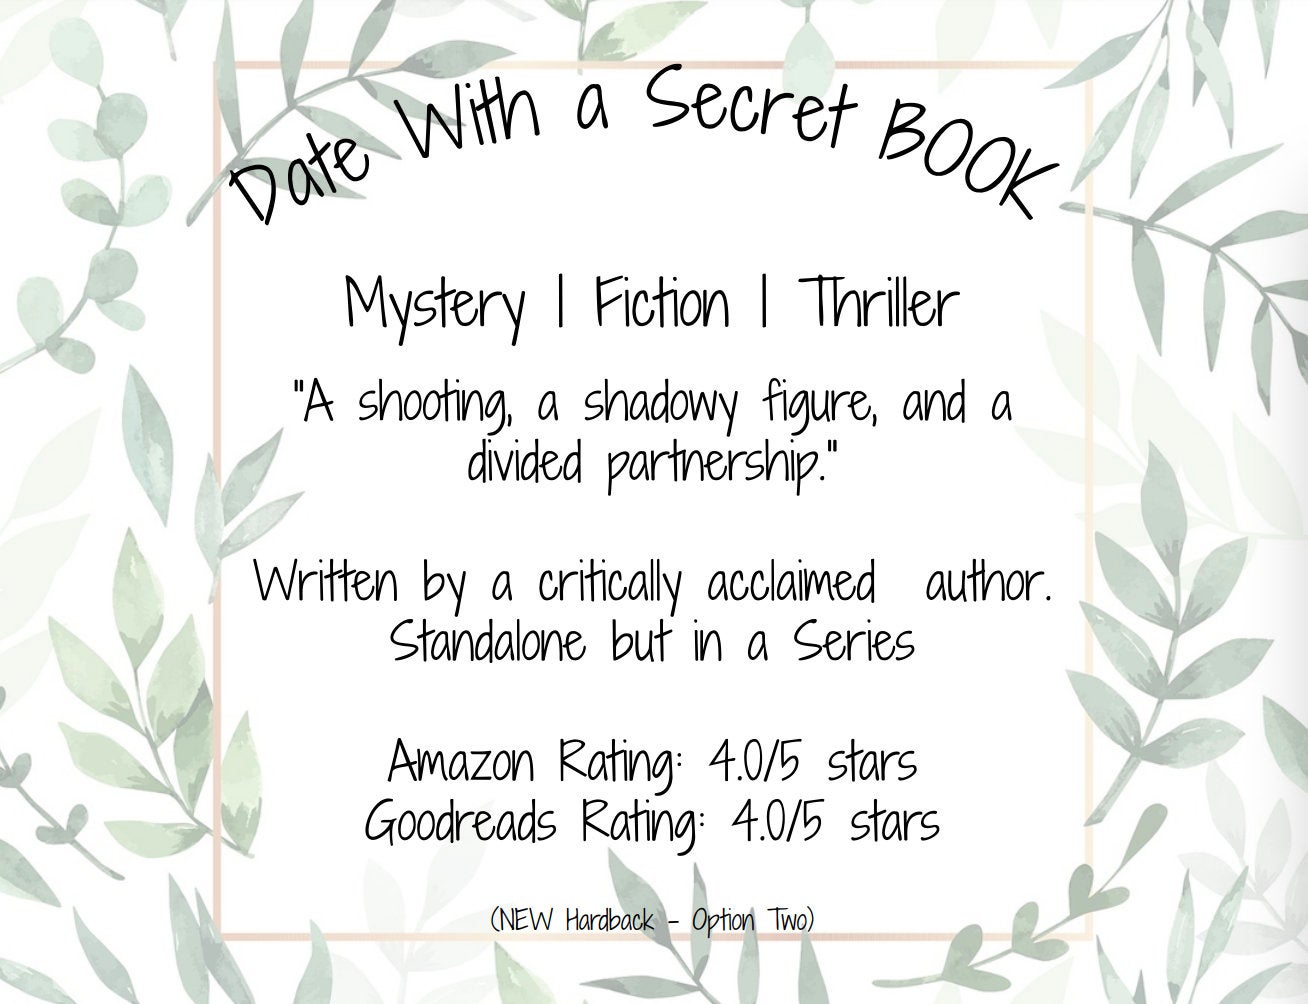 Date With a Secret BOOK
Mystery | Fiction | Thriller
"A shooting, a shadowy figure, and a
divided partnership."
Written by a critically acclaimed author.
Standalone but in a Series
Amazon Rating: 4.0/5 stars
Goodreads Rating: 4.0/5 stars
(NEW Hardback - Option Two)